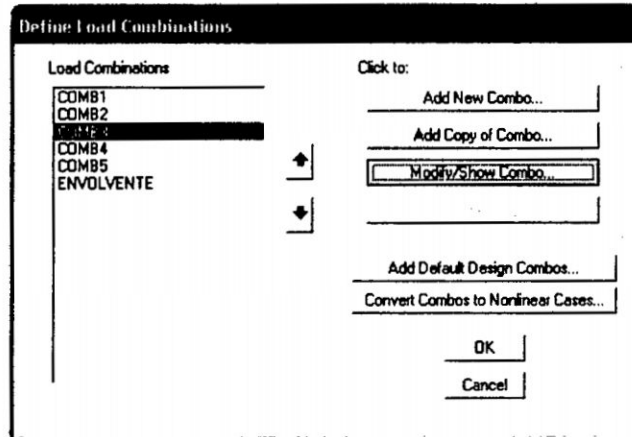 Define Load Combinations
Load Combinations
COMB1
COMB2
COMB3
COMB4
COMB5
ENVOLVENTE
Click to:
Add New Combo...
Add Copy of Combo...
Modify/Show Combo...
Add Default Design Combos...
Convert Combos to Nonlinear Cases...
OK
Cancel